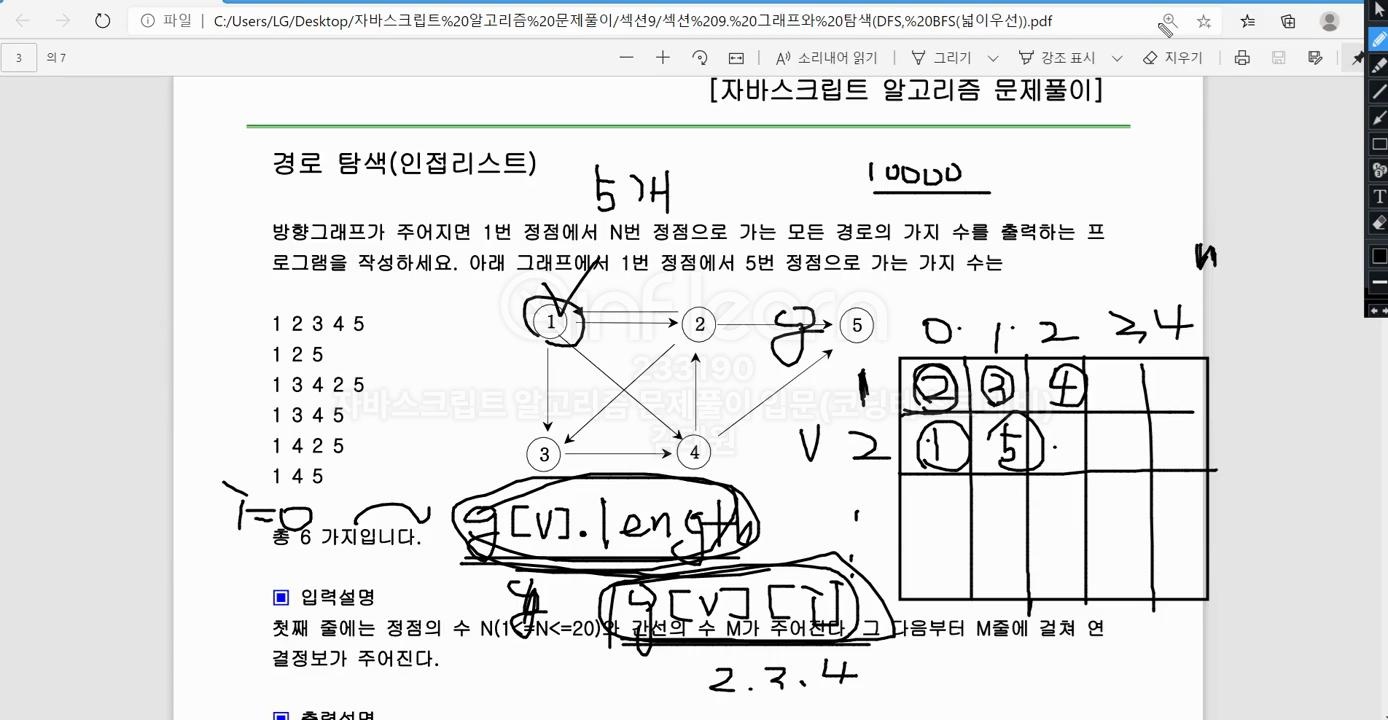 파일 C:/Users/LG/Desktop/자바스크립트%20알고리즘%20문제풀이/섹션9/섹션%209.%20그래프와%20탐색(DFS,%20BFS(넓이우선)).pdf
3 의 7 소리내어 읽기 그리기 강조 표시 지우기
[자바스크립트 알고리즘 문제풀이]
경로 탐색(인접리스트)
5개
10000
방향그래프가 주어지면 1번 정점에서 N번 정점으로 가는 모든 경로의 가지 수를 출력하는 프
로그램을 작성하세요. 아래 그래프에서 1번 정점에서 5번 정점으로 가는 가지 수는
n
1 2 3 4 5
1 2 5
1 3 4 2 5
1 3 4 5
1 4 2 5
1 4 5
1 2 5
3 4
g
0 1 2 3 4
1 2 3 4
V 2 1 5
inflearn
233190
자바스크립트 알고리즘 문제풀이 입문
i=0
g[v].length
총 6 가지입니다.
g[v][i]
입력설명
첫째 줄에는 정점의 수 N(1<=N<=20)와 간선의 수 M가 주어진다. 그 다음부터 M줄에 걸쳐 연
결정보가 주어진다.
2.3.4
출력설명